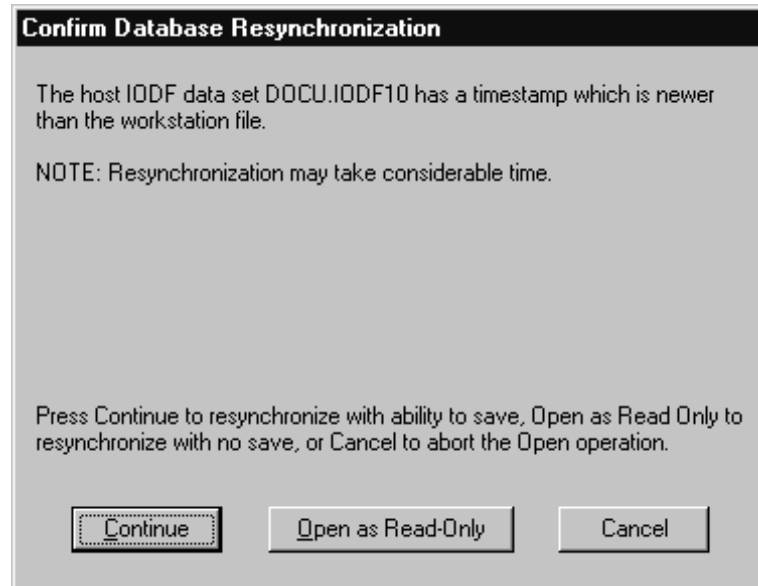 Confirm Database Resynchronization
The host IODF data set DOCU.IODF10 has a timestamp which is newer
than the workstation file.
NOTE: Resynchronization may take considerable time.
Press Continue to resynchronize with ability to save, Open as Read Only to
resynchronize with no save, or Cancel to abort the Open operation.
Continue Open as Read-Only Cancel